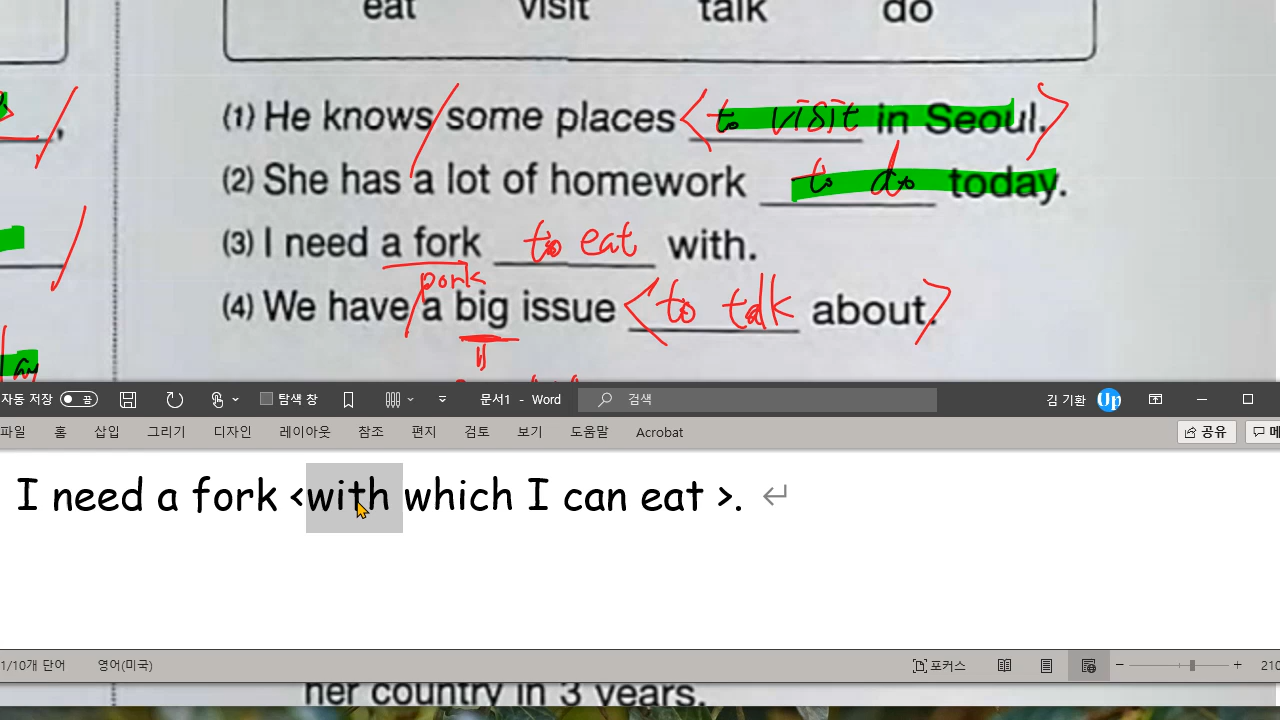 eat visit talk do
(1) He knows some places to visit in Seoul.
(2) She has a lot of homework to do today.
(3) I need a fork to eat with.
pork
(4) We have a big issue to talk about.
자동 저장 끔 탐색 창 문서1 - Word 검색 김 기환 Up
파일 홈 삽입 그리기 디자인 레이아웃 참조 편지 검토 보기 도움말 Acrobat 공유 메
I need a fork <with which I can eat >.
1/10개 단어 영어(미국) 포커스 210
her country in 3 years.